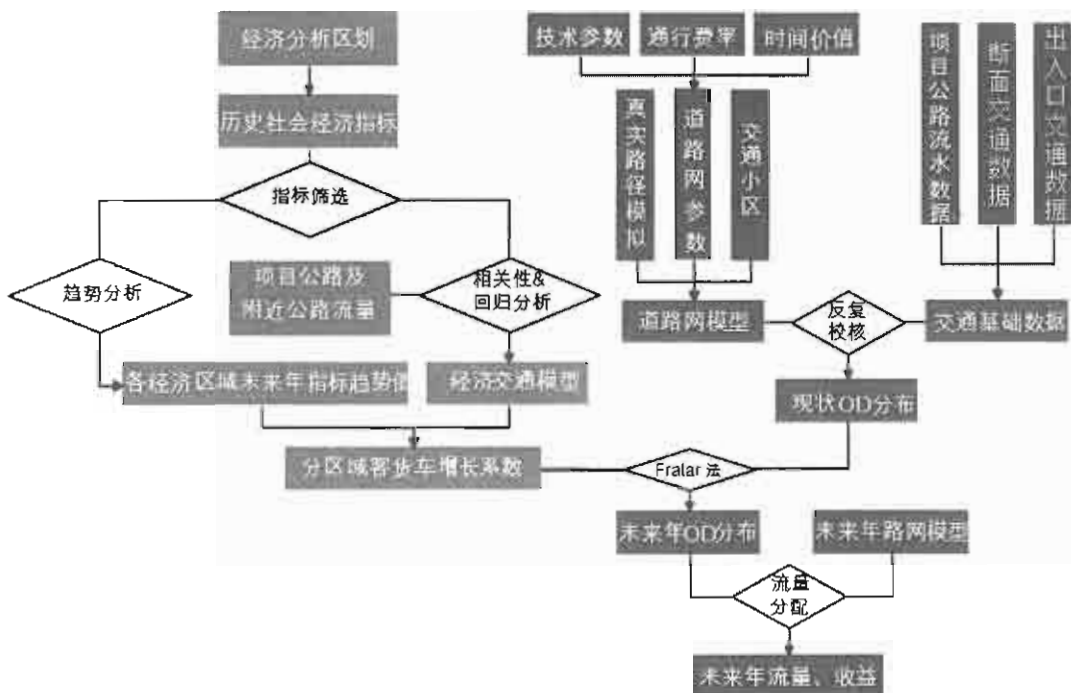 经济分析区划
历史社会经济指标
指标筛选
趋势分析
项目公路及
附近公路流量
相关性&
回归分析
各经济区域未来年指标趋势值
经济交通模型
分区域客货车增长系数
技术参数
通行费率
时间价值
真实路径模拟
道路网参数
交通小区
道路网模型
项目公路流水数据
断面交通数据
出入口交通数据
反复
校核
交通基础数据
现状OD分布
Fralar 法
未来年OD分布
未来年路网模型
流量
分配
未来年流量、收益